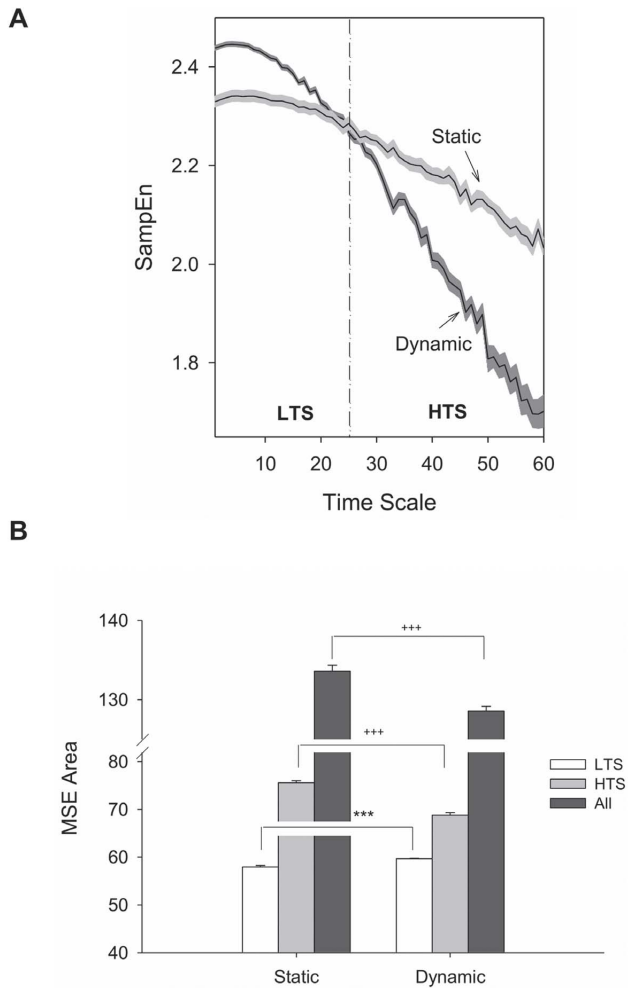 A
2.4
2.2
2.0
1.8
SampEn
Static
Dynamic
LTS
HTS
10 20 30 40 50 60
Time Scale
B
140
130
80
70
60
50
40
MSE Area
+++
+++
***
LTS
HTS
All
Static Dynamic